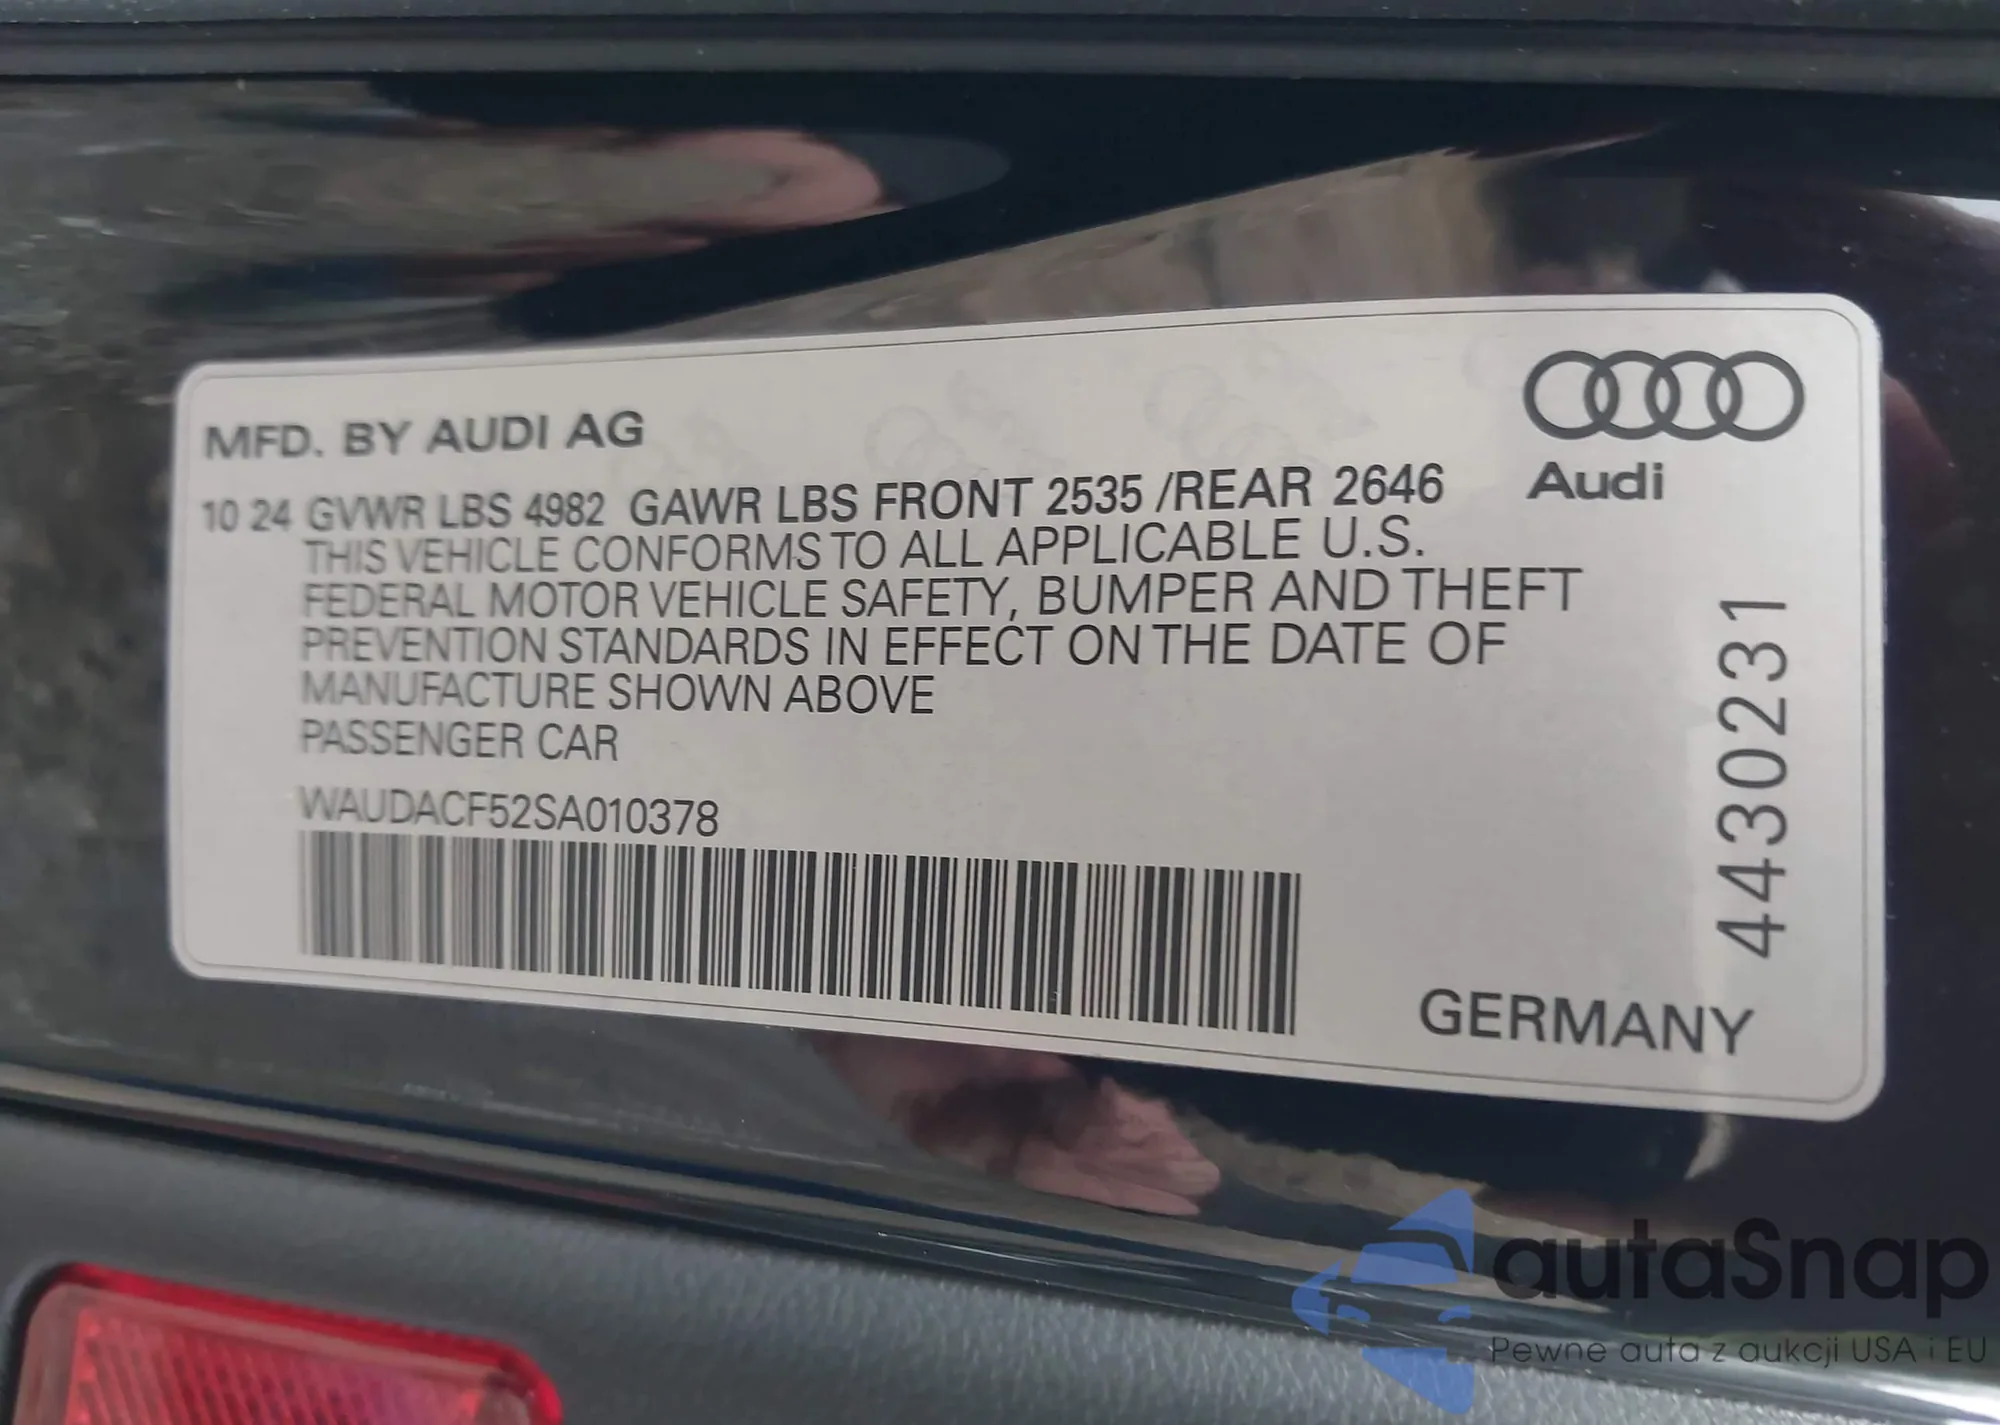 MFD. BY AUDI AG
Audi
10 24 GVWR LBS 4982 GAWR LBS FRONT 2535 /REAR 2646
THIS VEHICLE CONFORMS TO ALL APPLICABLE U.S.
FEDERAL MOTOR VEHICLE SAFETY, BUMPER AND THEFT
PREVENTION STANDARDS IN EFFECT ON THE DATE OF
MANUFACTURE SHOWN ABOVE
PASSENGER CAR
WAUDACF52SA010378
4430231
GERMANY
autaSnap
Pewne auta z aukcji USA i EU